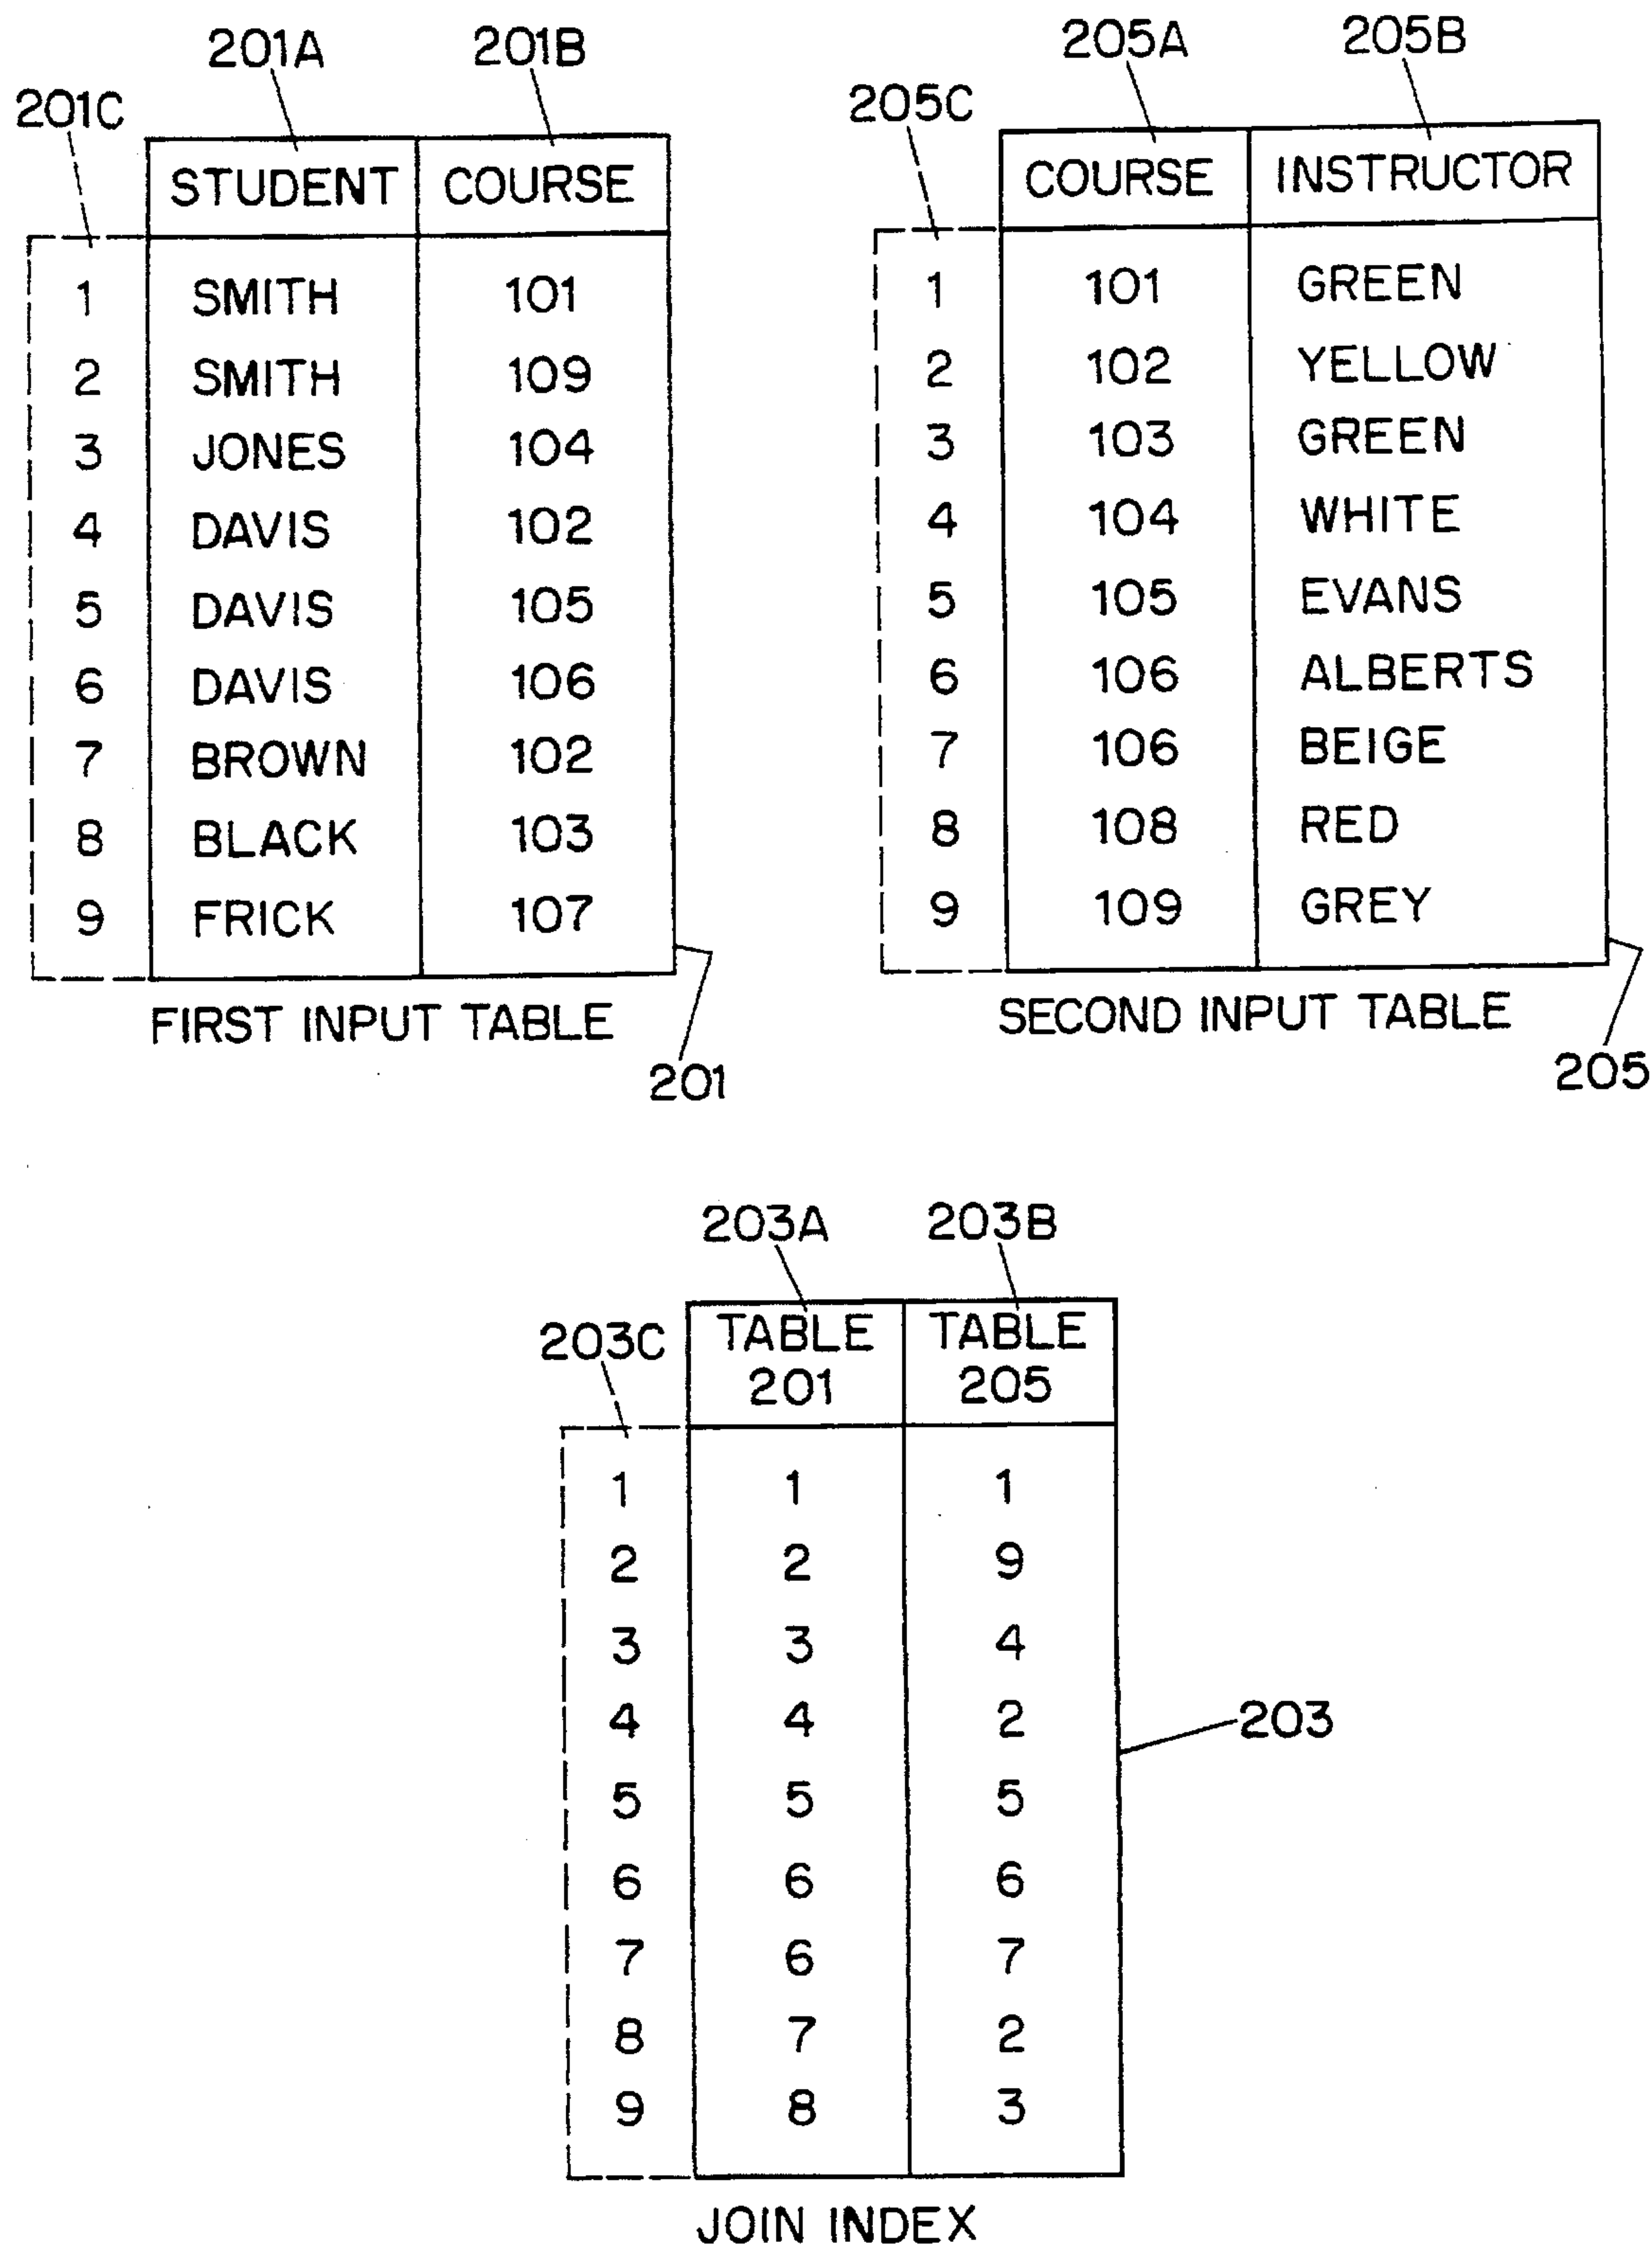 201A 201B
201C
STUDENT COURSE
1 SMITH 101
2 SMITH 109
3 JONES 104
4 DAVIS 102
5 DAVIS 105
6 DAVIS 106
7 BROWN 102
8 BLACK 103
9 FRICK 107
FIRST INPUT TABLE
201
205A 205B
205C
COURSE INSTRUCTOR
1 101 GREEN
2 102 YELLOW
3 103 GREEN
4 104 WHITE
5 105 EVANS
6 106 ALBERTS
7 106 BEIGE
8 108 RED
9 109 GREY
SECOND INPUT TABLE
205
203A 203B
203C
TABLE 201 TABLE 205
1 1 1
2 2 9
3 3 4
4 4 2
203
5 5 5
6 6 6
7 6 7
8 7 2
9 8 3
JOIN INDEX